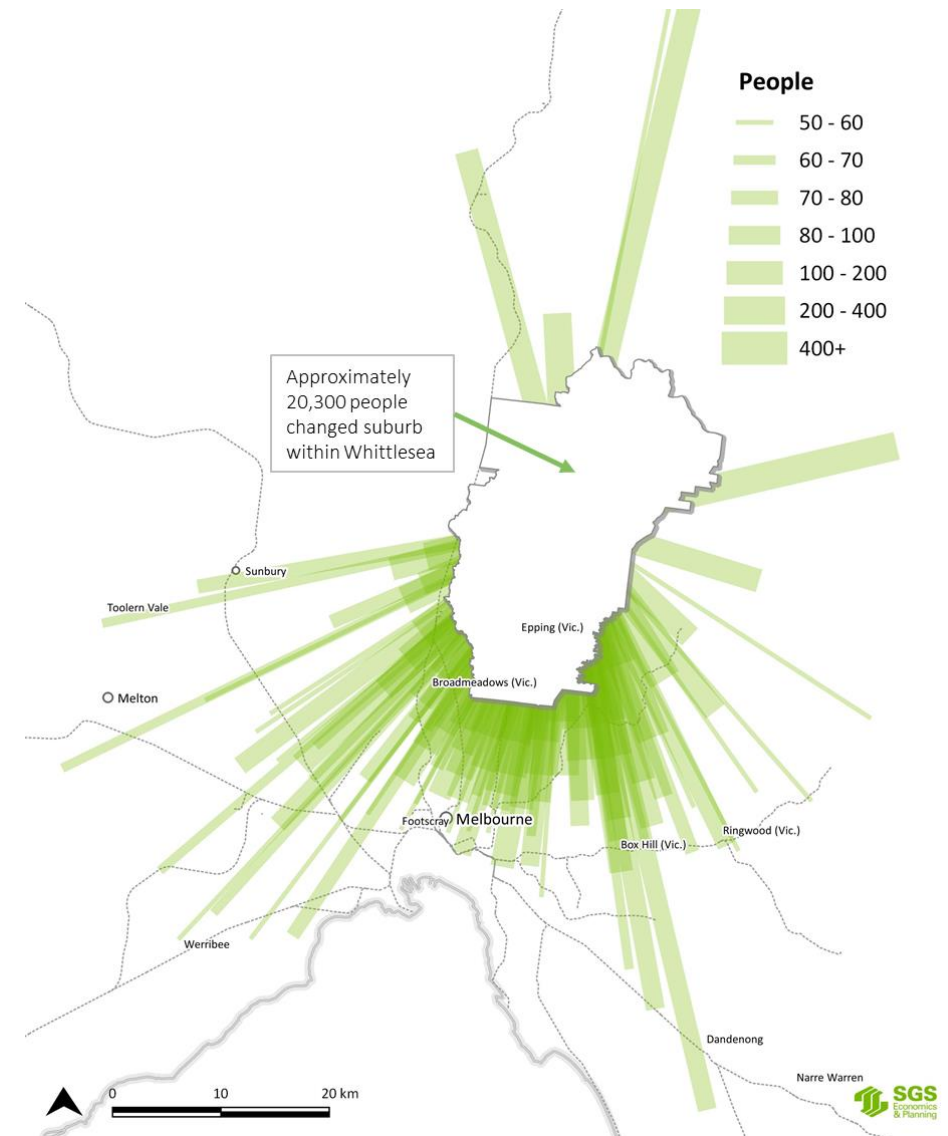 People
50 - 60
60 - 70
70 - 80
80 - 100
100 - 200
200 - 400
400+
Approximately
20,300 people
changed suburb
within Whittlesea
Sunbury
Toolern Vale
Epping (Vic.)
Broadmeadows (Vic.)
Melton
Footscray
Melbourne
Ringwood (Vic.)
Box Hill (Vic.)
Werribee
Dandenong
Narre Warren
0 10 20 km
SGS
Economics
& Planning